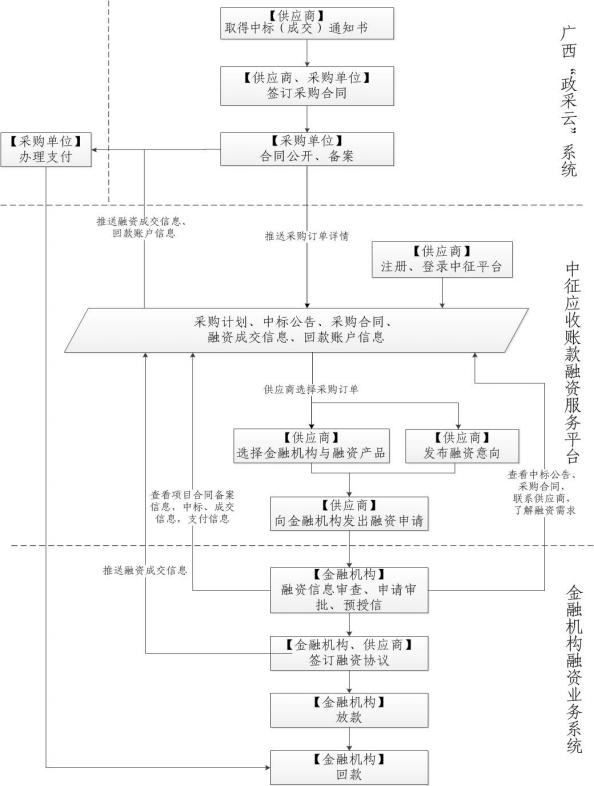 【供应商】
取得中标（成交）通知书
广西“政采云”系统
【供应商、采购单位】
签订采购合同
【采购单位】
办理支付
【采购单位】
合同公开、备案
推送融资成交信息、
回款账户信息
推送采购订单详情
【供应商】
注册、登录中征平台
中征应收账款融资服务平台
采购计划、中标公告、采购合同、
融资成交信息、回款账户信息
供应商选择采购订单
【供应商】
选择金融机构与融资产品
【供应商】
发布融资意向
查看中标公告、
采购合同、
联系供应商，
了解融资需求
查看项目合同备案
信息，中标、成交
信息，支付信息
【供应商】
向金融机构发出融资申请
推送融资成交信息
【金融机构】
融资信息审查、申请审
批、预授信
金融机构融资业务系统
【金融机构、供应商】
签订融资协议
【金融机构】
放款
【金融机构】
回款